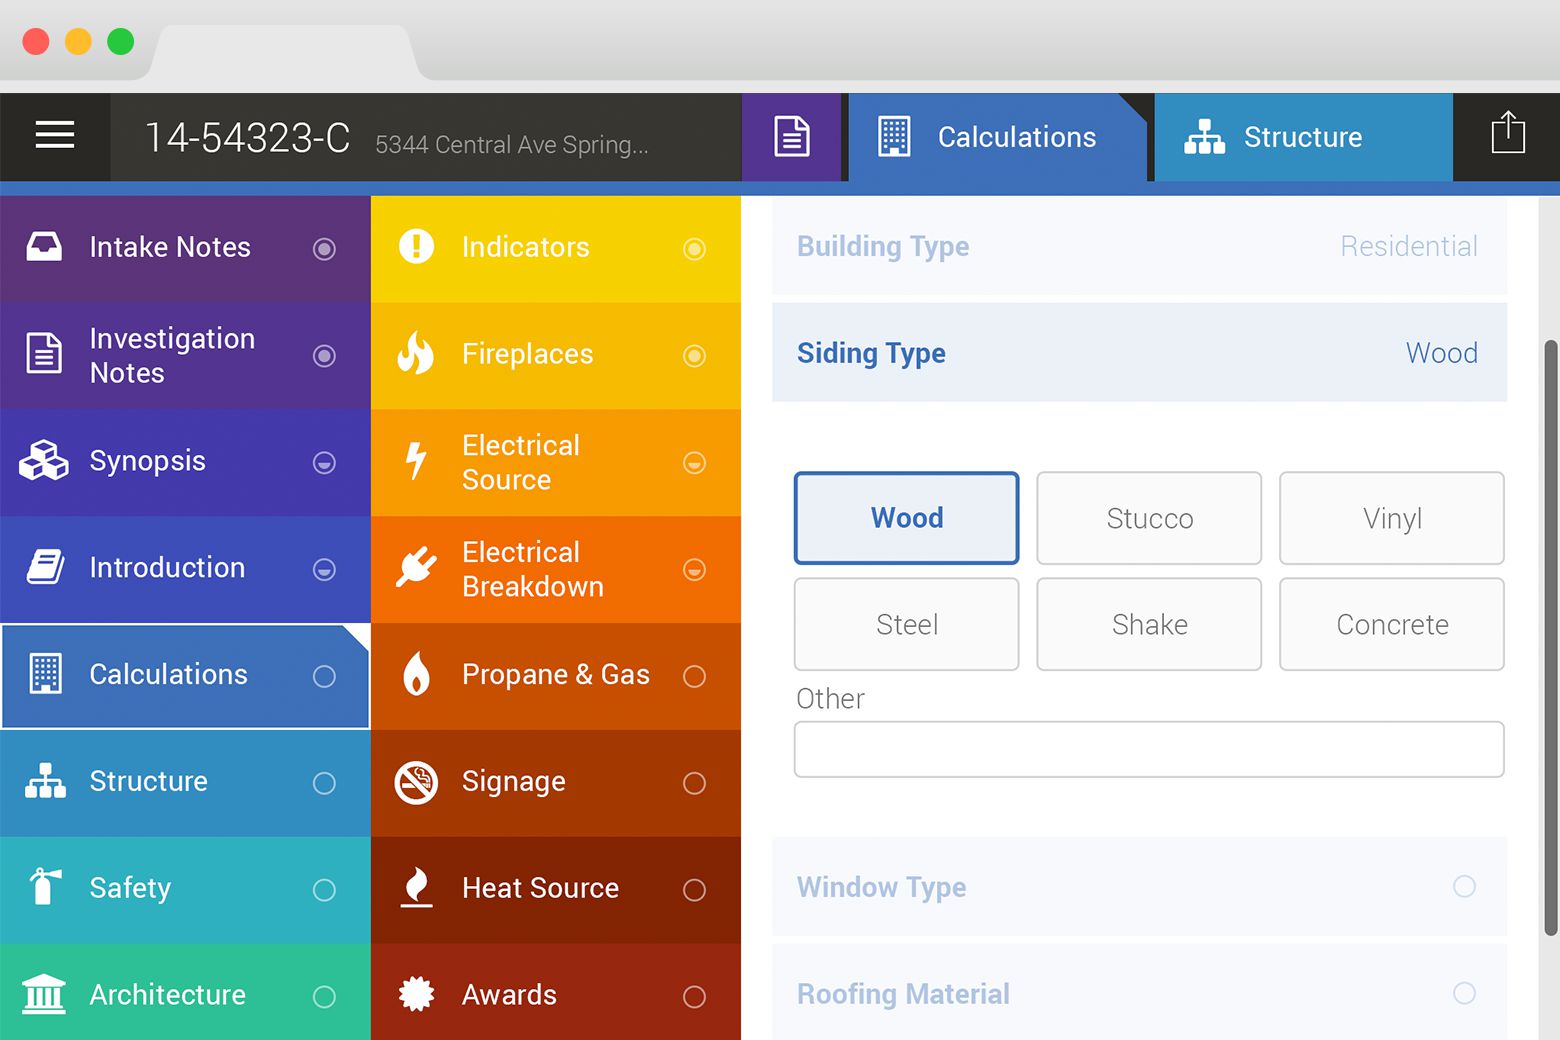 14-54323-C
5344 Central Ave Spring...
Calculations
Structure
Intake Notes
Investigation
Notes
Synopsis
Introduction
Calculations
Structure
Safety
Architecture
Indicators
Fireplaces
Electrical
Source
Electrical
Breakdown
Propane & Gas
Signage
Heat Source
Awards
Building Type
Residential
Siding Type
Wood
Wood
Stucco
Vinyl
Steel
Shake
Concrete
Other
Window Type
Roofing Material